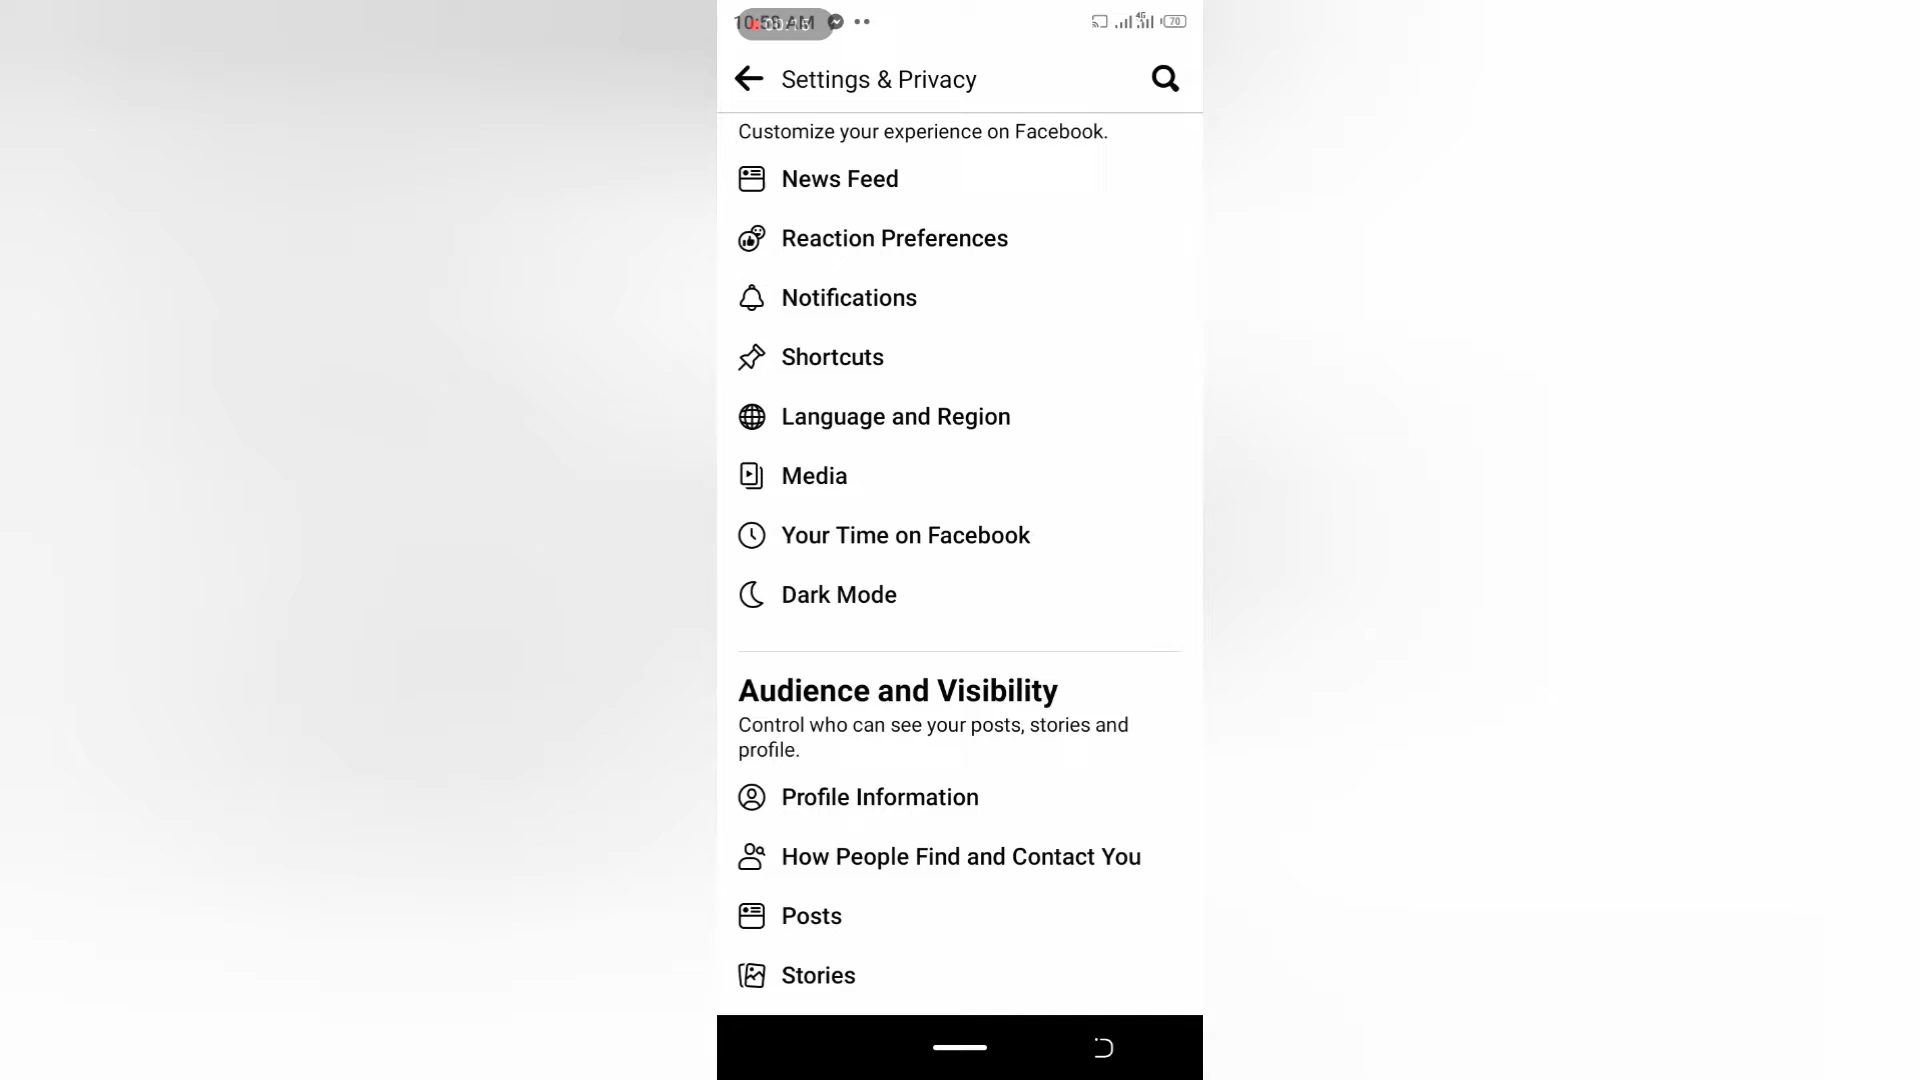 Settings & Privacy
Customize your experience on Facebook.
News Feed
Reaction Preferences
Notifications
Shortcuts
Language and Region
Media
Your Time on Facebook
Dark Mode
Audience and Visibility
Control who can see your posts, stories and
profile.
Profile Information
How People Find and Contact You
Posts
Stories